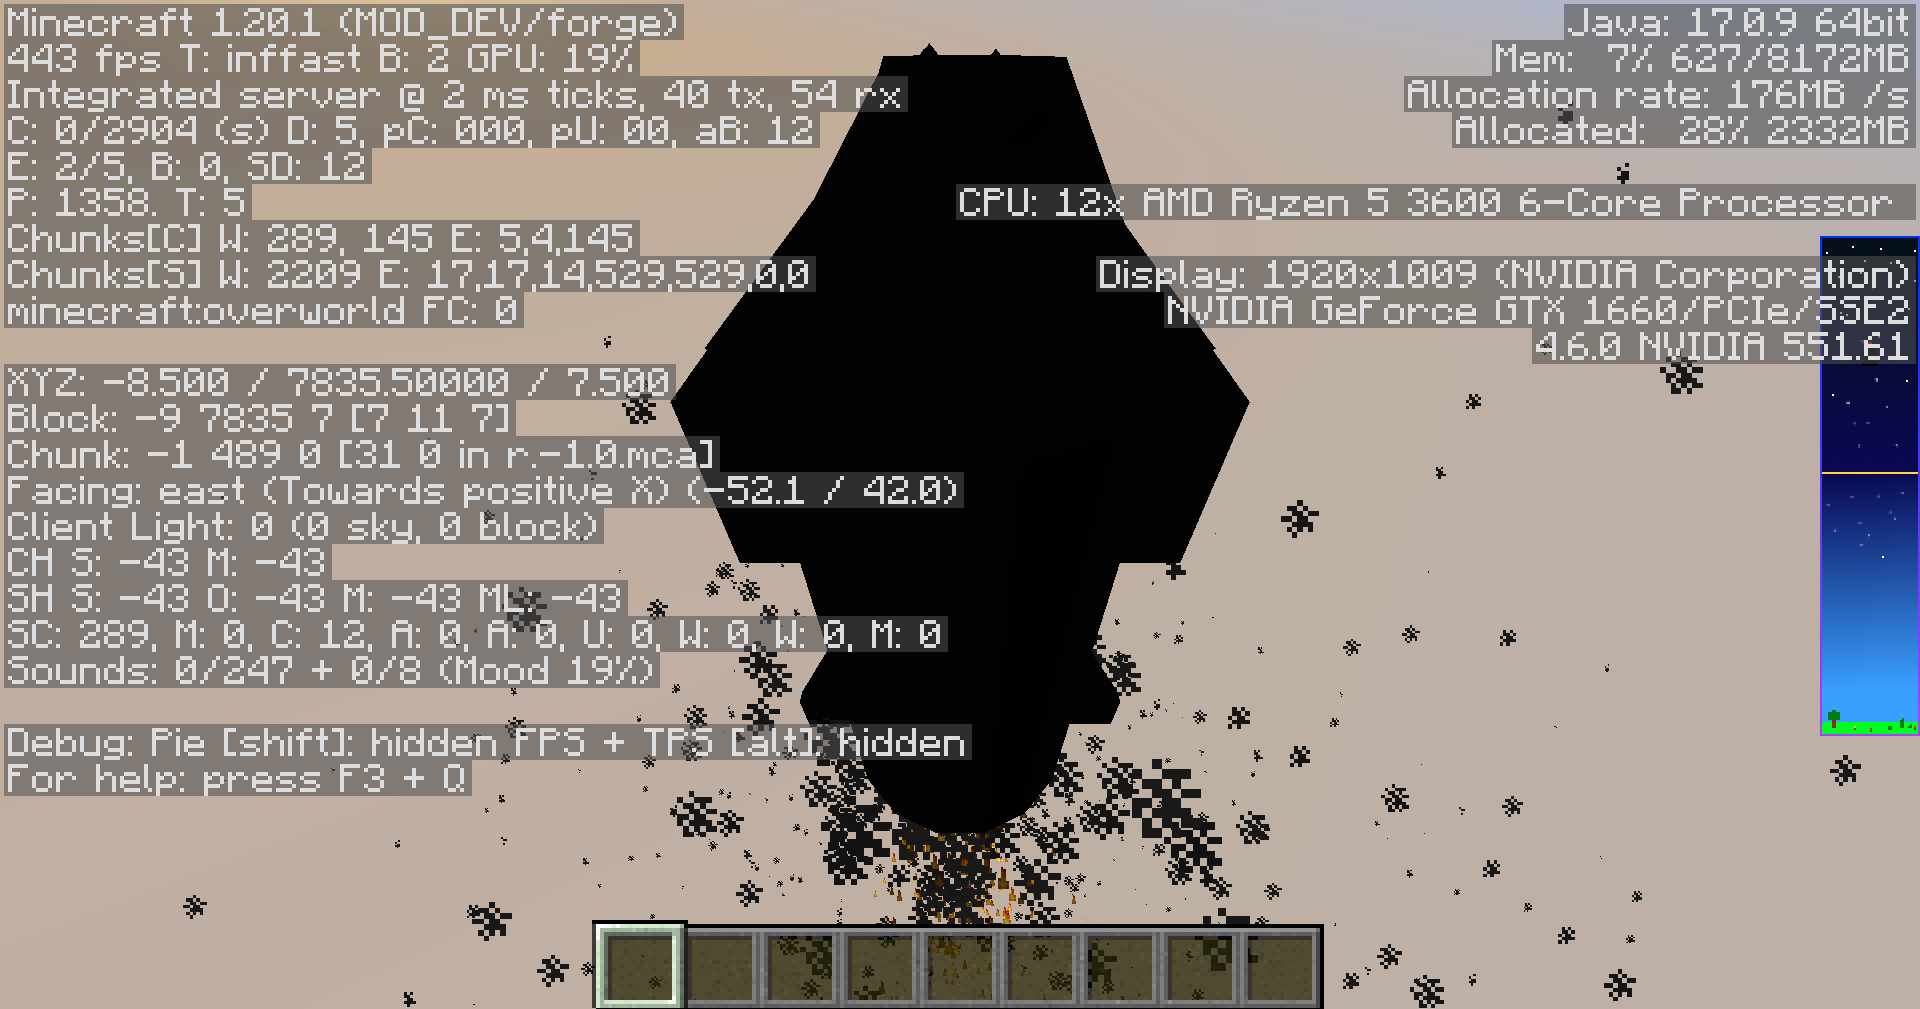 Minecraft 1.20.1 (MOD_DEV/forge)
443 fps T: inffast B: 2 GPU: 19%
Integrated server @ 2 ms ticks, 40 tx, 54 rx
C: 0/2904 (s) D: 5, pC: 000, pU: 00, aB: 12
E: 2/5, B: 0, SD: 12
P: 1358. T: 5
Chunks[C] W: 289, 145 E: 5,4,145
Chunks[S] W: 2209 E: 17,17,14,529,529,0,0
minecraft:overworld FC: 0
XYZ: -8.500 / 7835.50000 / 7.500
Block: -9 7835 7 [7 11 7]
Chunk: -1 489 0 [31 0 in r.-1.0.mca]
Facing: east (Towards positive X) (-52.1 / 42.0)
Client Light: 0 (0 sky, 0 block)
CH S: -43 M: -43
SH S: -43 O: -43 M: -43 ML: -43
SC: 289, M: 0, C: 12, A: 0, A: 0, U: 0, W: 0, W: 0, M: 0
Sounds: 0/247 + 0/8 (Mood 19%)
Debug: Pie [shift]: hidden FPS + TPS [alt]: hidden
For help: press F3 + Q
Java: 17.0.9 64bit
Mem: 7% 627/8172MB
Allocation rate: 176MB /s
Allocated: 28% 2332MB
CPU: 12x AMD Ryzen 5 3600 6-Core Processor
Display: 1920x1009 (NVIDIA Corporation)
NVIDIA GeForce GTX 1660/PCIe/SSE2
4.6.0 NVIDIA 551.61